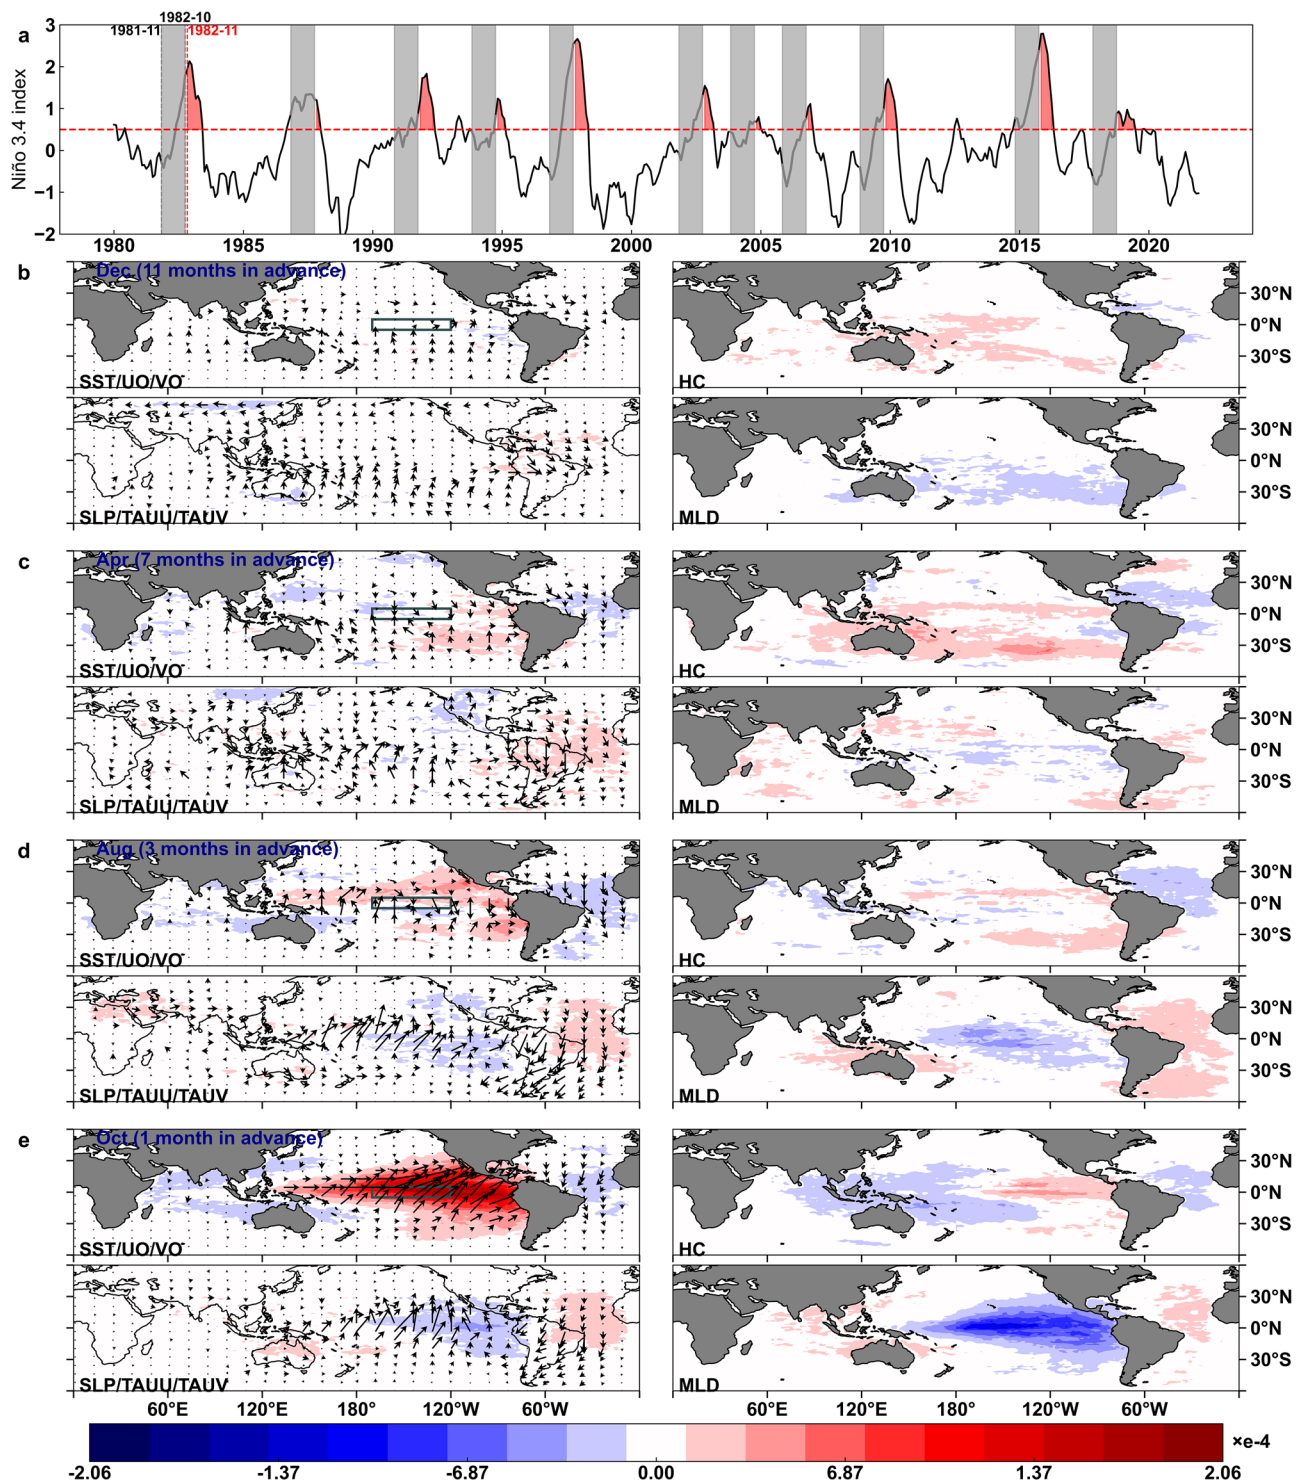 a
1982-10
1981-11
1982-11
Niño 3.4 index
3
2
1
0
−1
−2
1980 1985 1990 1995 2000 2005 2010 2015 2020
b
Dec (11 months in advance)
SST/UO/VO
HC
30°N
0°N
30°S
SLP/TAUU/TAUV
MLD
30°N
0°N
30°S
c
Apr (7 months in advance)
SST/UO/VO
HC
30°N
0°N
30°S
SLP/TAUU/TAUV
MLD
30°N
0°N
30°S
d
Aug (3 months in advance)
SST/UO/VO
HC
30°N
0°N
30°S
SLP/TAUU/TAUV
MLD
30°N
0°N
30°S
e
Oct (1 month in advance)
SST/UO/VO
HC
30°N
0°N
30°S
SLP/TAUU/TAUV
MLD
30°N
0°N
30°S
60°E 120°E 180° 120°W 60°W
60°E 120°E 180° 120°W 60°W
×e-4
-2.06 -1.37 -6.87 0.00 6.87 1.37 2.06